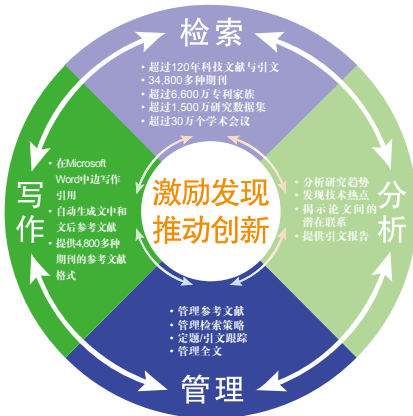 检索
• 超过120年科技文献与引文
• 34,800多种期刊
• 超过6,600万专利家族
• 超过1,500万研究数据集
• 超过30万个学术会议
写作
• 在Microsoft
Word中边写作
引用
• 自动生成文中和
文后参考文献
• 提供4,800多种
期刊的参考文献
格式
激励发现
推动创新
• 分析研究趋势
• 发现技术热点
• 揭示论文间的
潜在联系
• 提供引文报告
分析
• 管理参考文献
• 管理检索策略
• 定题/引文跟踪
• 管理全文
管理